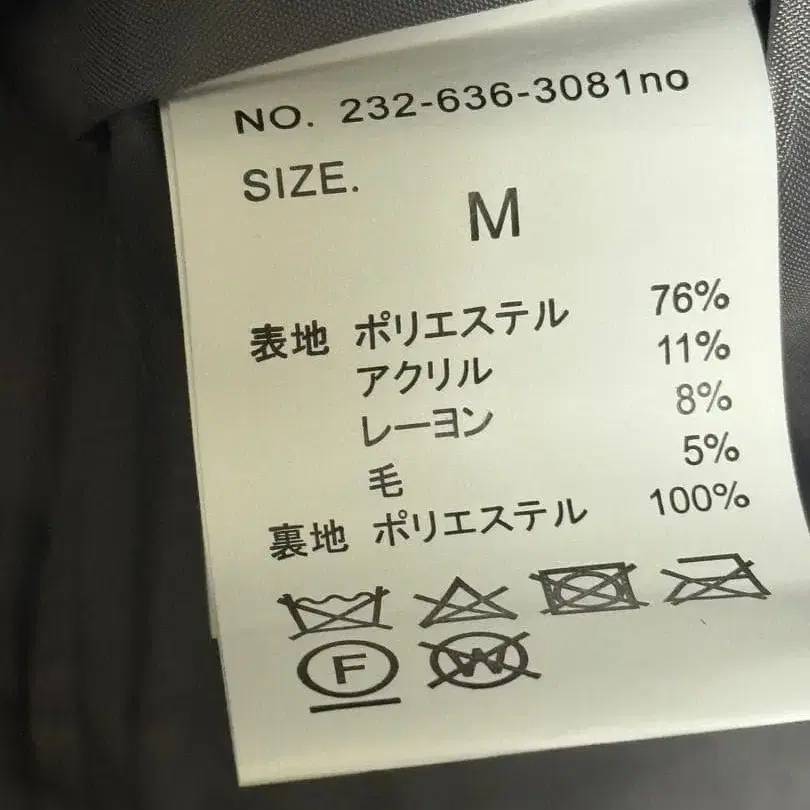 NO. 232-636-3081no
SIZE.
M
表地 ポリエステル 76%
アクリル 11%
レーヨン 8%
毛 5%
裏地 ポリエステル 100%
F W